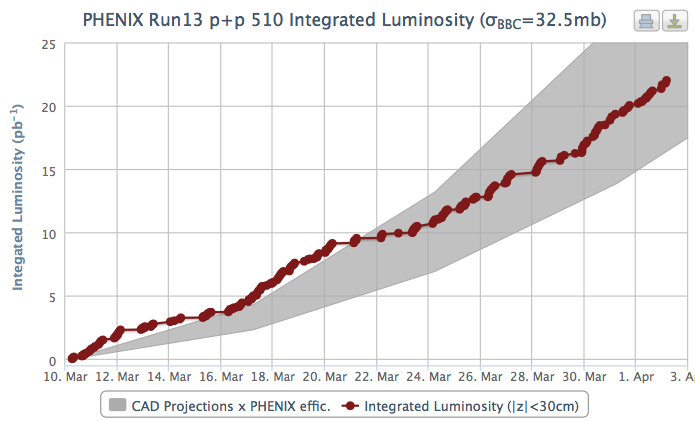 PHENIX Run13 p+p 510 Integrated Luminosity (σBBC=32.5mb)
Integated Luminosity (pb⁻¹)
25
20
15
10
5
0
10. Mar 12. Mar 14. Mar 16. Mar 18. Mar 20. Mar 22. Mar 24. Mar 26. Mar 28. Mar 30. Mar 1. Apr 3. A
CAD Projections x PHENIX effic. Integrated Luminosity (|z|<30cm)